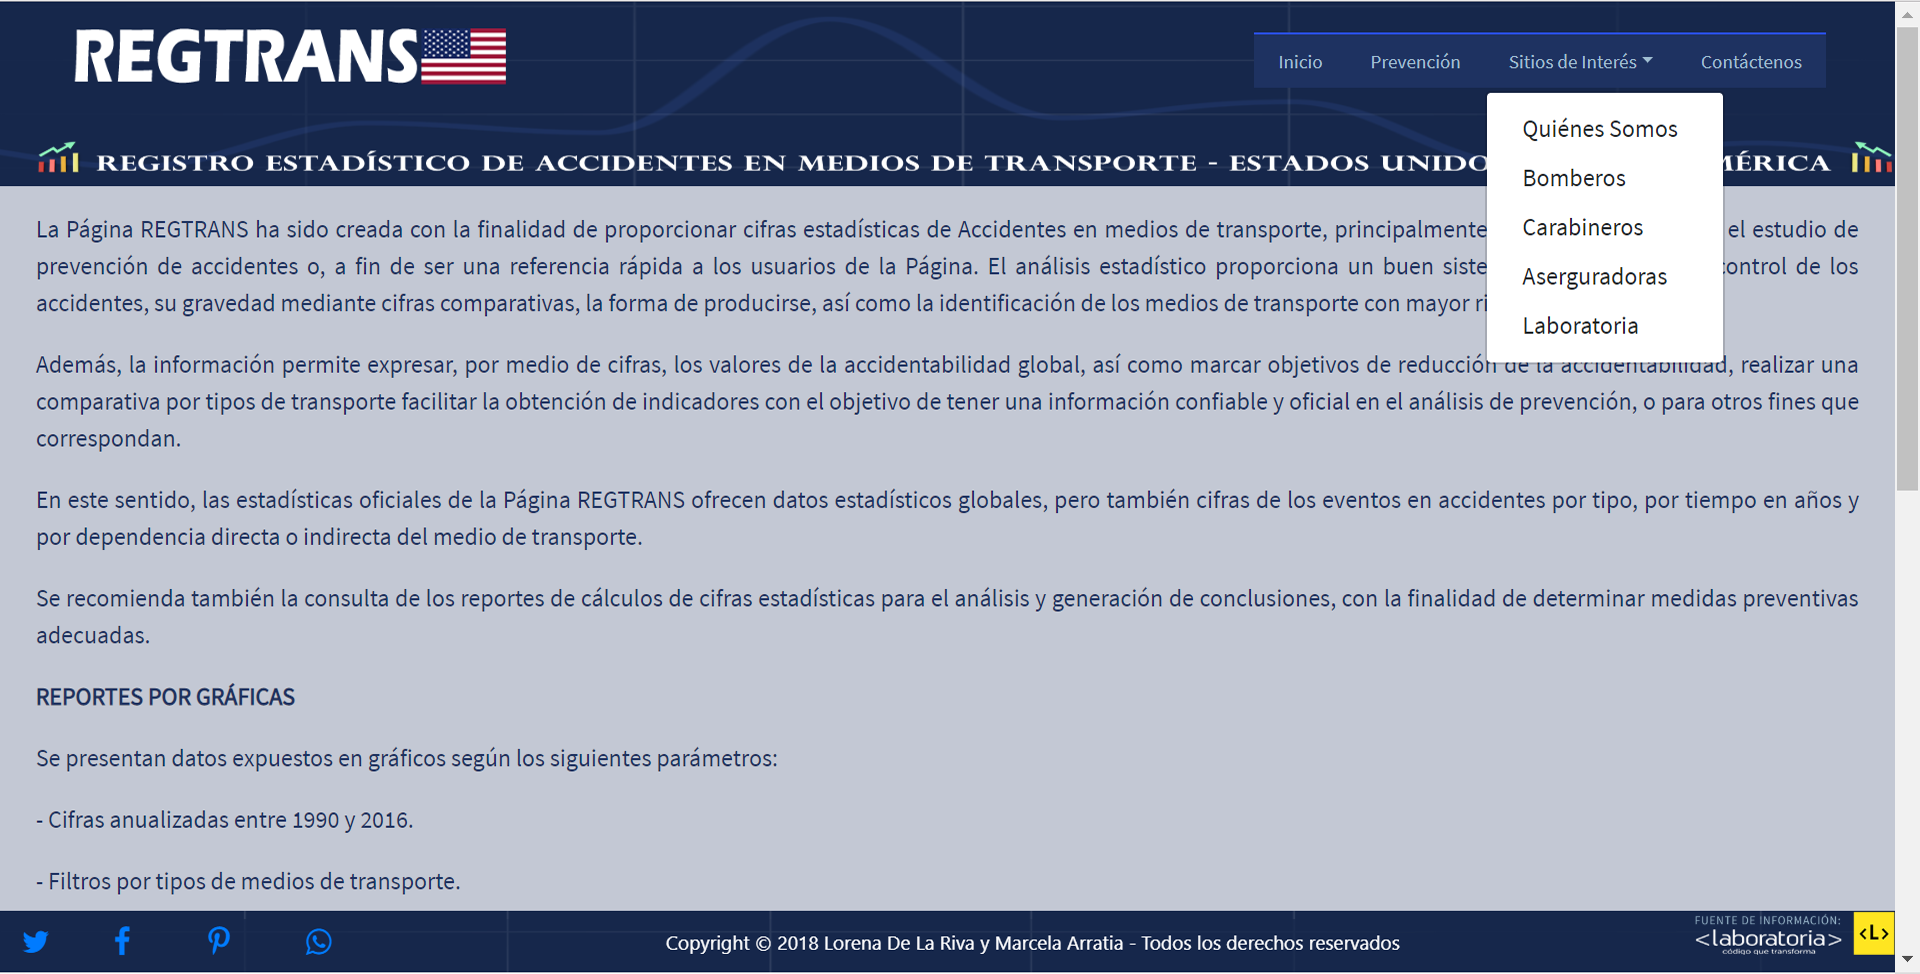 REGTRANS
Inicio Prevención Sitios de Interés Contáctenos
Quiénes Somos
Bomberos
Carabineros
Aserguradoras
Laboratoria
REGISTRO ESTADÍSTICO DE ACCIDENTES EN MEDIOS DE TRANSPORTE - ESTADOS
La Página REGTRANS ha sido creada con la finalidad de proporcionar cifras estadísticas de Accidentes en medios de transporte, principalmente el estudio de
prevención de accidentes o, a fin de ser una referencia rápida a los usuarios de la Página. El análisis estadístico proporciona un buen control de los
accidentes, su gravedad mediante cifras comparativas, la forma de producirse, así como la identificación de los medios de transporte con mayor
Además, la información permite expresar, por medio de cifras, los valores de la accidentabilidad global, así como marcar objetivos de reducción de la accidentabilidad, realizar una
comparativa por tipos de transporte facilitar la obtención de indicadores con el objetivo de tener una información confiable y oficial en el análisis de prevención, o para otros fines que
correspondan.
En este sentido, las estadísticas oficiales de la Página REGTRANS ofrecen datos estadísticos globales, pero también cifras de los eventos en accidentes por tipo, por tiempo en años y
por dependencia directa o indirecta del medio de transporte.
Se recomienda también la consulta de los reportes de cálculos de cifras estadísticas para el análisis y generación de conclusiones, con la finalidad de determinar medidas preventivas
adecuadas.
REPORTES POR GRÁFICAS
Se presentan datos expuestos en gráficos según los siguientes parámetros:
- Cifras anualizadas entre 1990 y 2016.
- Filtros por tipos de medios de transporte.
Copyright © 2018 Lorena De La Riva y Marcela Arratia - Todos los derechos reservados
FUENTE DE INFORMACIÓN:
<laboratoria>
código que transforma
<L>